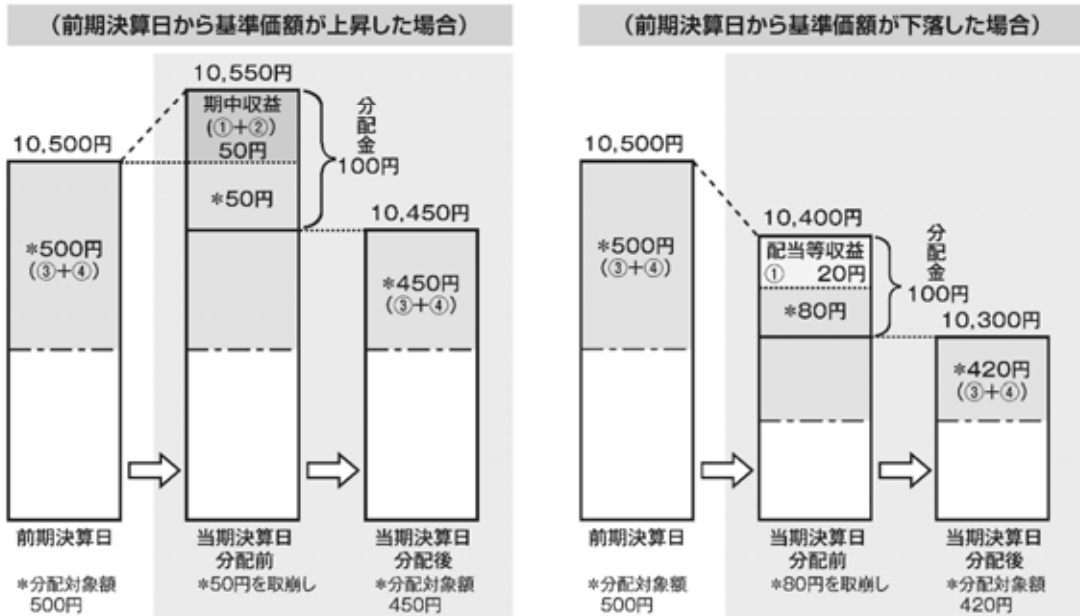 (前期決算日から基準価額が上昇した場合)
10,550円
期中収益
(①+②)
50円
*50円
分配金
100円
10,500円
*500円
(③+④)
10,450円
*450円
(③+④)
前期決算日
当期決算日
分配前
当期決算日
分配後
*分配対象額
500円
*50円を取崩し
*分配対象額
450円
(前期決算日から基準価額が下落した場合)
10,500円
*500円
(③+④)
10,400円
配当等収益
① 20円
*80円
分配金
100円
10,300円
*420円
(③+④)
前期決算日
当期決算日
分配前
当期決算日
分配後
*分配対象額
500円
*80円を取崩し
*分配対象額
420円